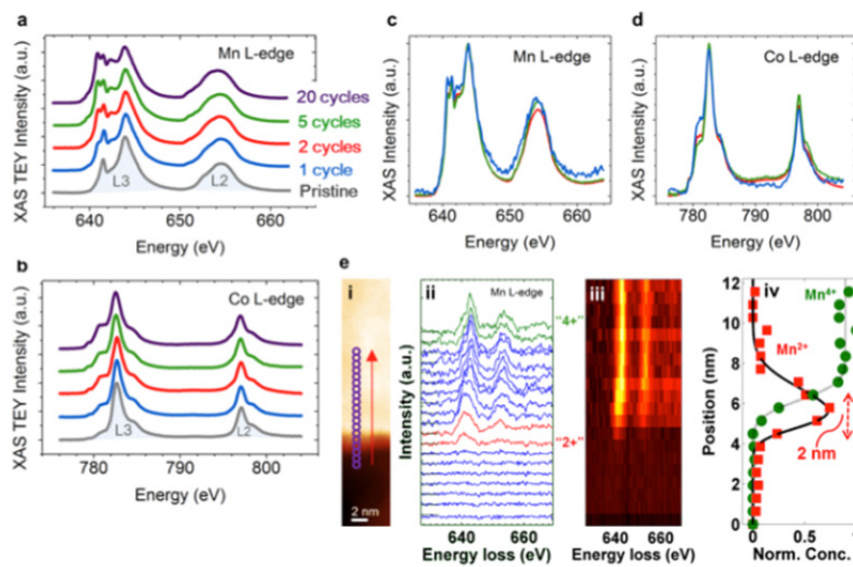 a
Mn L-edge
XAS TEY Intensity (a.u.)
20 cycles
5 cycles
2 cycles
1 cycle
Pristine
L3
L2
640 650 660
Energy (eV)
b
Co L-edge
XAS TEY Intensity (a.u.)
L3
L2
780 790 800
Energy (eV)
c
Mn L-edge
XAS Intensity (a.u.)
640 650 660
Energy (eV)
d
Co L-edge
XAS Intensity (a.u.)
780 790 800
Energy (eV)
e
i
2 nm
ii
Mn L-edge
Intensity (a.u.)
"4+"
"2+"
640 660
Energy loss (eV)
iii
640 660
Energy loss (eV)
iv
Mn4+
Mn2+
Position (nm)
12
10
8
6
4
2
0
2 nm
0
Norm. Conc.